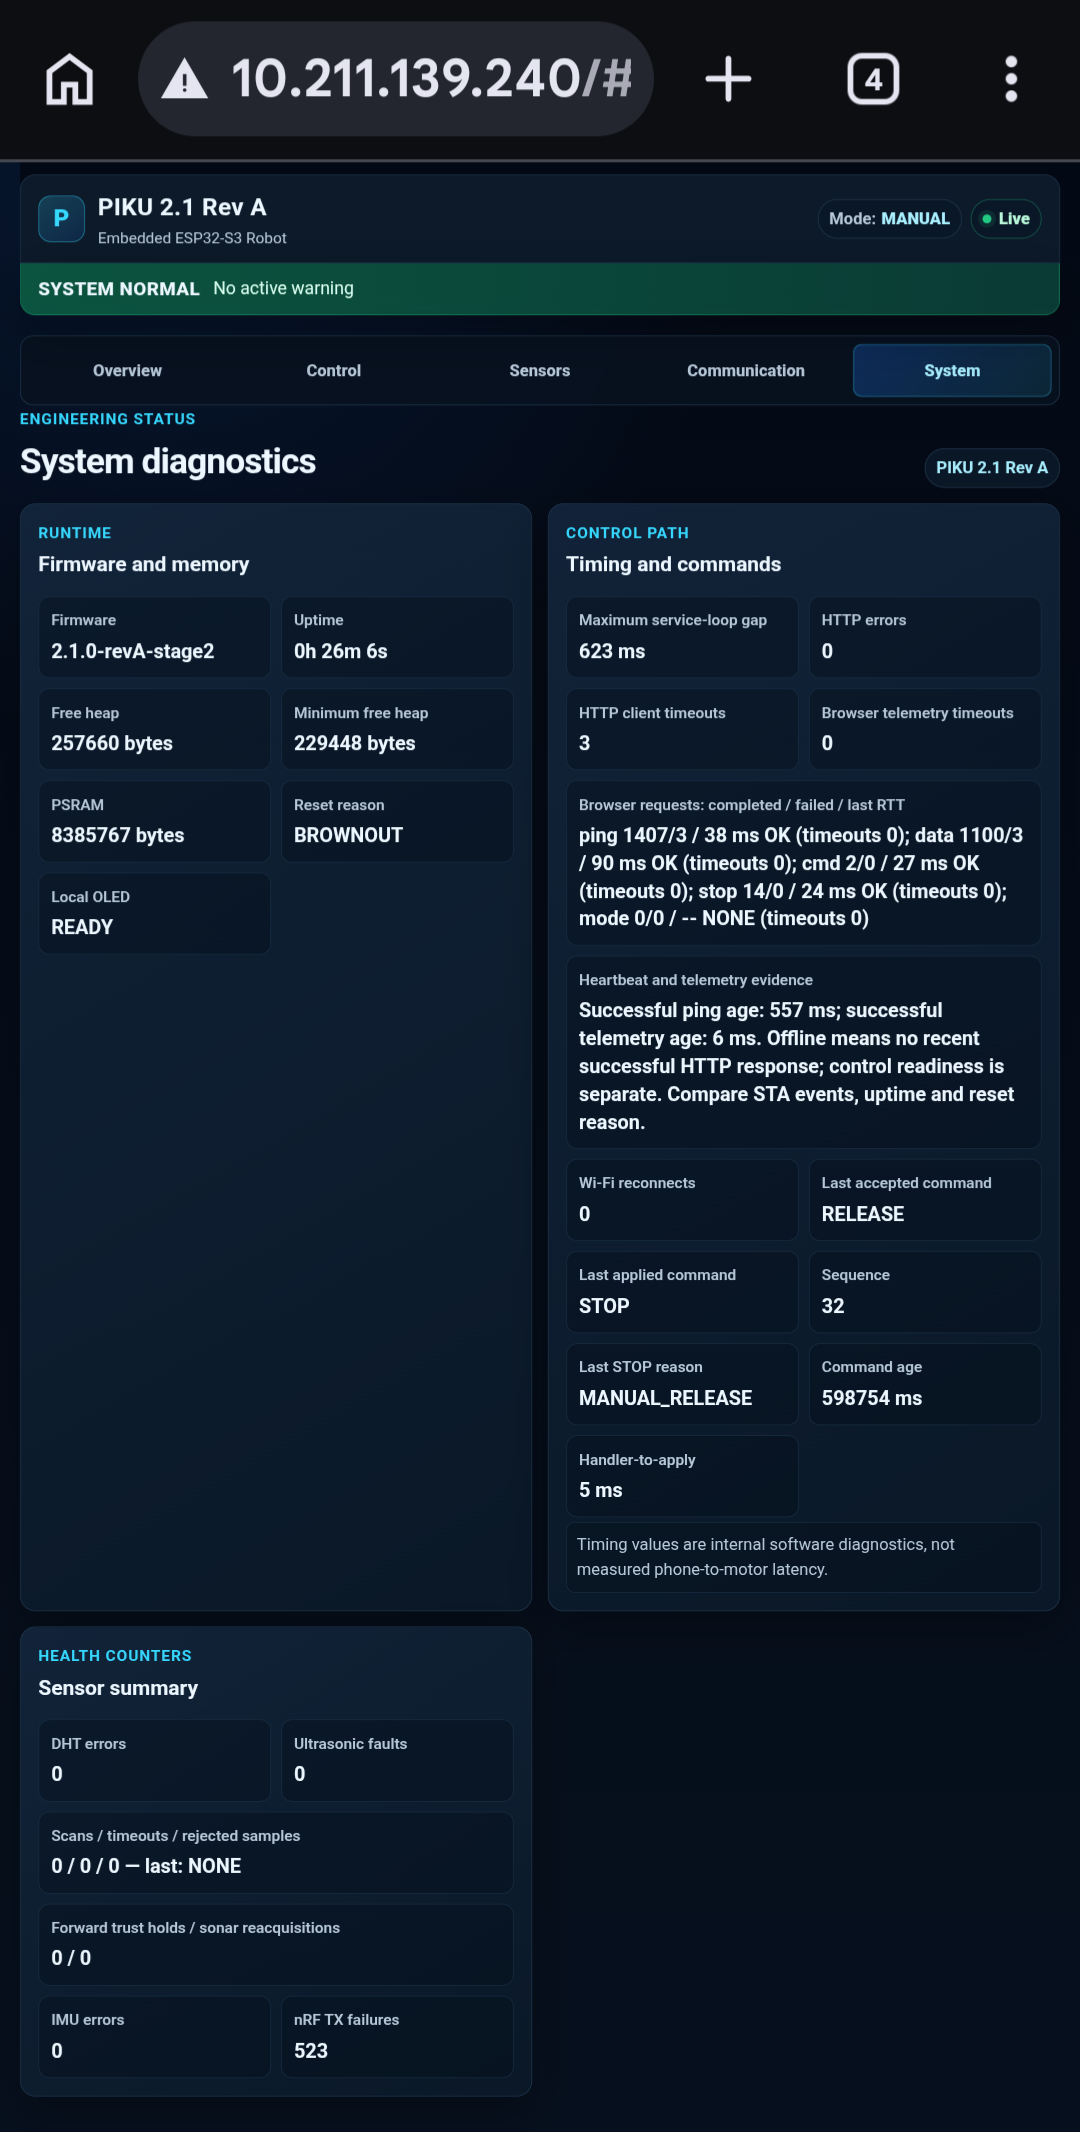 10.211.139.240/#
4
P
PIKU 2.1 Rev A
Embedded ESP32-S3 Robot
Mode: MANUAL
Live
SYSTEM NORMAL No active warning
Overview
Control
Sensors
Communication
System
ENGINEERING STATUS
System diagnostics
PIKU 2.1 Rev A
RUNTIME
Firmware and memory
Firmware
2.1.0-revA-stage2
Uptime
0h 26m 6s
Free heap
257660 bytes
Minimum free heap
229448 bytes
PSRAM
8385767 bytes
Reset reason
BROWNOUT
Local OLED
READY
CONTROL PATH
Timing and commands
Maximum service-loop gap
623 ms
HTTP errors
0
HTTP client timeouts
3
Browser telemetry timeouts
0
Browser requests: completed / failed / last RTT
ping 1407/3 / 38 ms OK (timeouts 0); data 1100/3
/ 90 ms OK (timeouts 0); cmd 2/0 / 27 ms OK
(timeouts 0); stop 14/0 / 24 ms OK (timeouts 0);
mode 0/0 / -- NONE (timeouts 0)
Heartbeat and telemetry evidence
Successful ping age: 557 ms; successful
telemetry age: 6 ms. Offline means no recent
successful HTTP response; control readiness is
separate. Compare STA events, uptime and reset
reason.
Wi-Fi reconnects
0
Last accepted command
RELEASE
Last applied command
STOP
Sequence
32
Last STOP reason
MANUAL_RELEASE
Command age
598754 ms
Handler-to-apply
5 ms
Timing values are internal software diagnostics, not
measured phone-to-motor latency.
HEALTH COUNTERS
Sensor summary
DHT errors
0
Ultrasonic faults
0
Scans / timeouts / rejected samples
0 / 0 / 0 — last: NONE
Forward trust holds / sonar reacquisitions
0 / 0
IMU errors
0
nRF TX failures
523